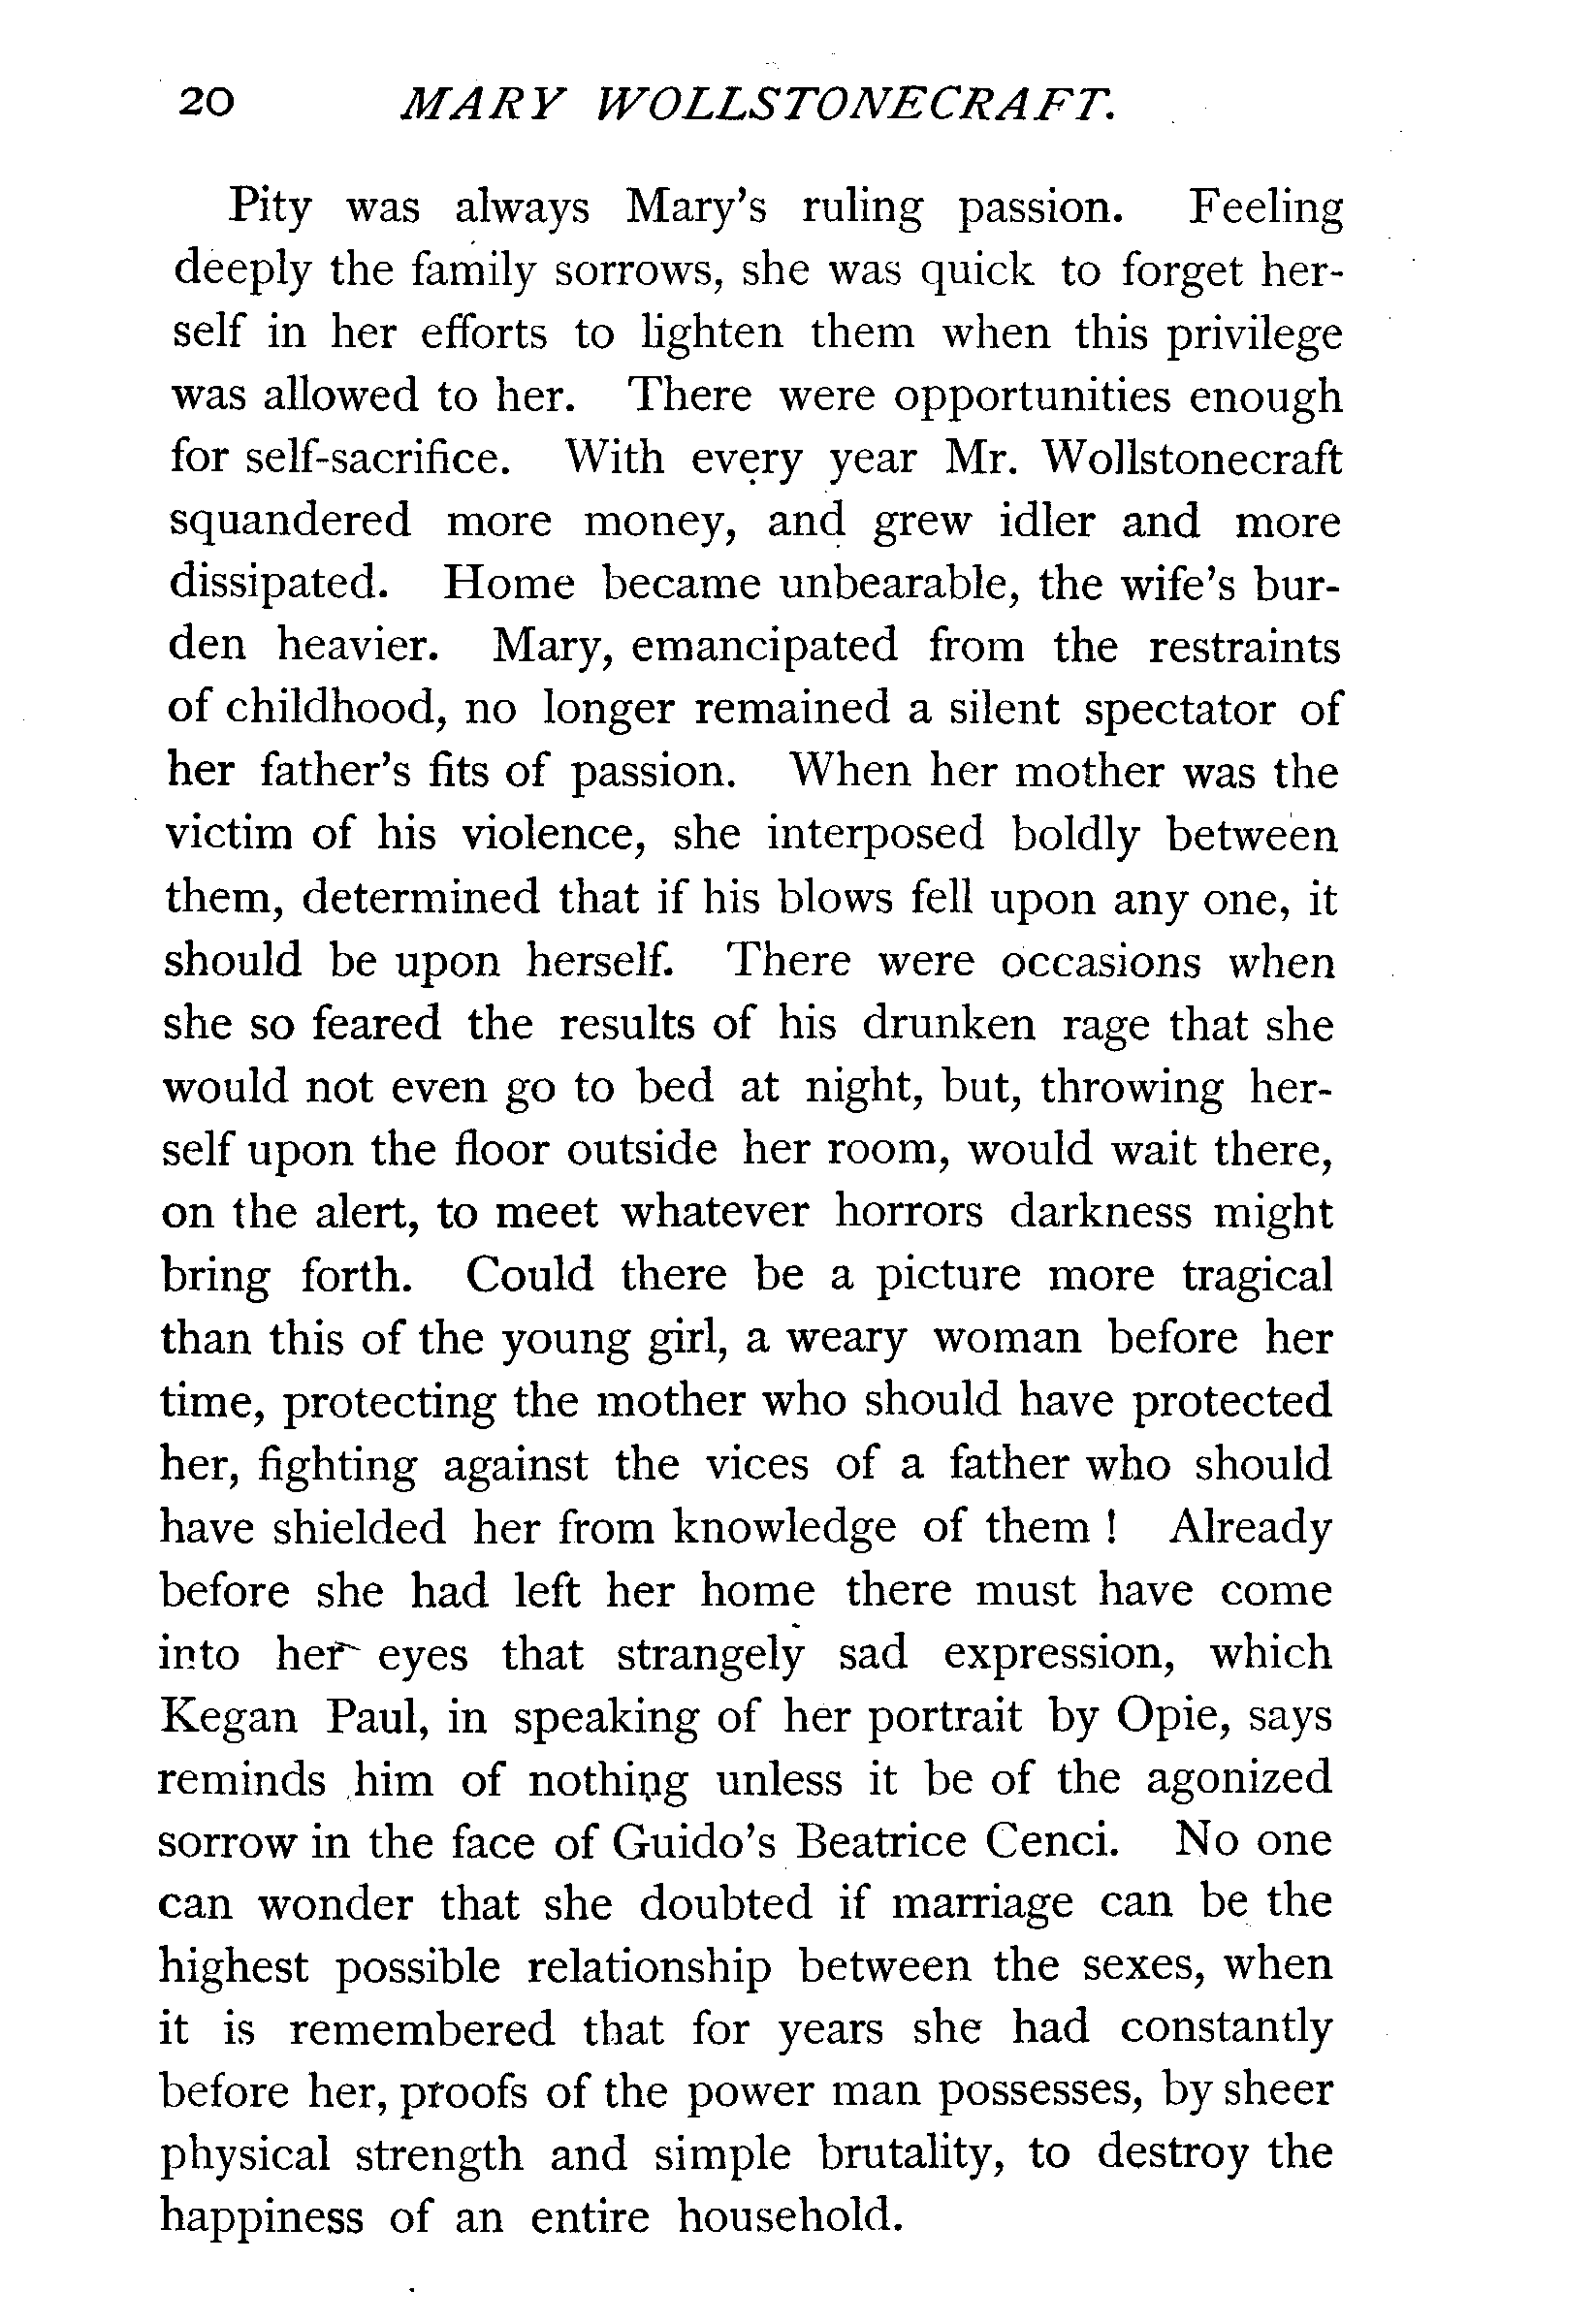 20 MARY WOLLSTONECRAFT.
Pity was always Mary's ruling passion. Feeling
deeply the family sorrows, she was quick to forget her-
self in her efforts to lighten them when this privilege
was allowed to her. There were opportunities enough
for self-sacrifice. With every year Mr. Wollstonecraft
squandered more money, and grew idler and more
dissipated. Home became unbearable, the wife's bur-
den heavier. Mary, emancipated from the restraints
of childhood, no longer remained a silent spectator of
her father's fits of passion. When her mother was the
victim of his violence, she interposed boldly between
them, determined that if his blows fell upon any one, it
should be upon herself. There were occasions when
she so feared the results of his drunken rage that she
would not even go to bed at night, but, throwing her-
self upon the floor outside her room, would wait there,
on the alert, to meet whatever horrors darkness might
bring forth. Could there be a picture more tragical
than this of the young girl, a weary woman before her
time, protecting the mother who should have protected
her, fighting against the vices of a father who should
have shielded her from knowledge of them ! Already
before she had left her home there must have come
into her eyes that strangely sad expression, which
Kegan Paul, in speaking of her portrait by Opie, says
reminds him of nothing unless it be of the agonized
sorrow in the face of Guido's Beatrice Cenci. No one
can wonder that she doubted if marriage can be the
highest possible relationship between the sexes, when
it is remembered that for years she had constantly
before her, proofs of the power man possesses, by sheer
physical strength and simple brutality, to destroy the
happiness of an entire household.